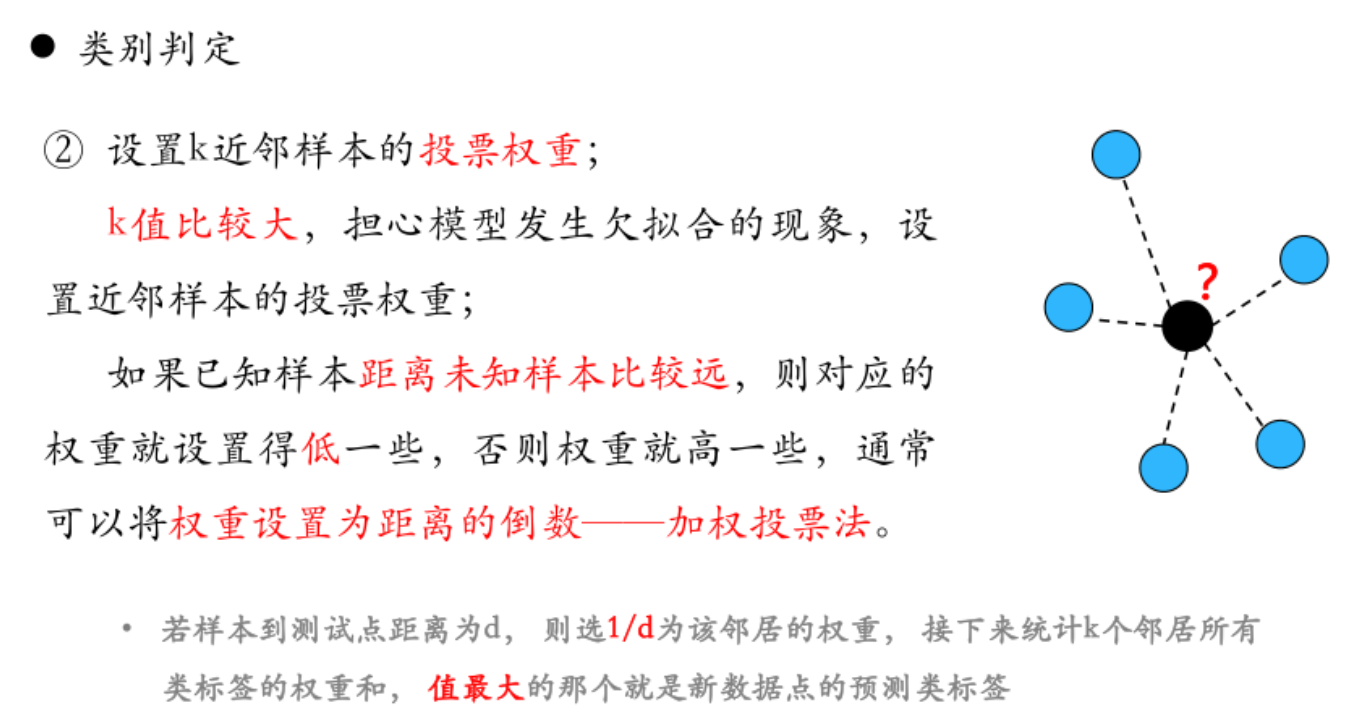 ● 类别判定
② 设置k近邻样本的投票权重；
k值比较大，担心模型发生欠拟合的现象，设
置近邻样本的投票权重；
如果已知样本距离未知样本比较远，则对应的
权重就设置得低一些，否则权重就高一些，通常
可以将权重设置为距离的倒数——加权投票法。
?
• 若样本到测试点距离为d， 则选1/d为该邻居的权重， 接下来统计k个邻居所有
类标签的权重和， 值最大的那个就是新数据点的预测类标签